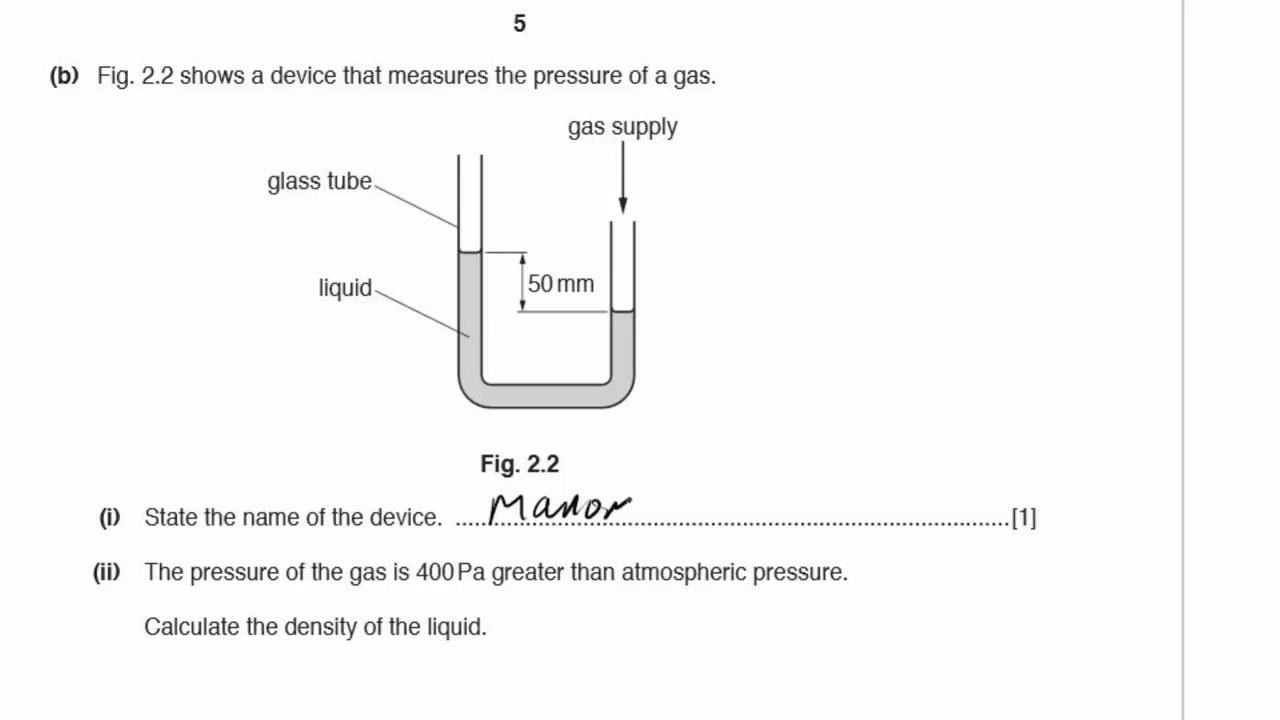 5
(b) Fig. 2.2 shows a device that measures the pressure of a gas.
gas supply
glass tube
liquid
50 mm
Fig. 2.2
(i) State the name of the device. Manor [1]
(ii) The pressure of the gas is 400 Pa greater than atmospheric pressure.
Calculate the density of the liquid.